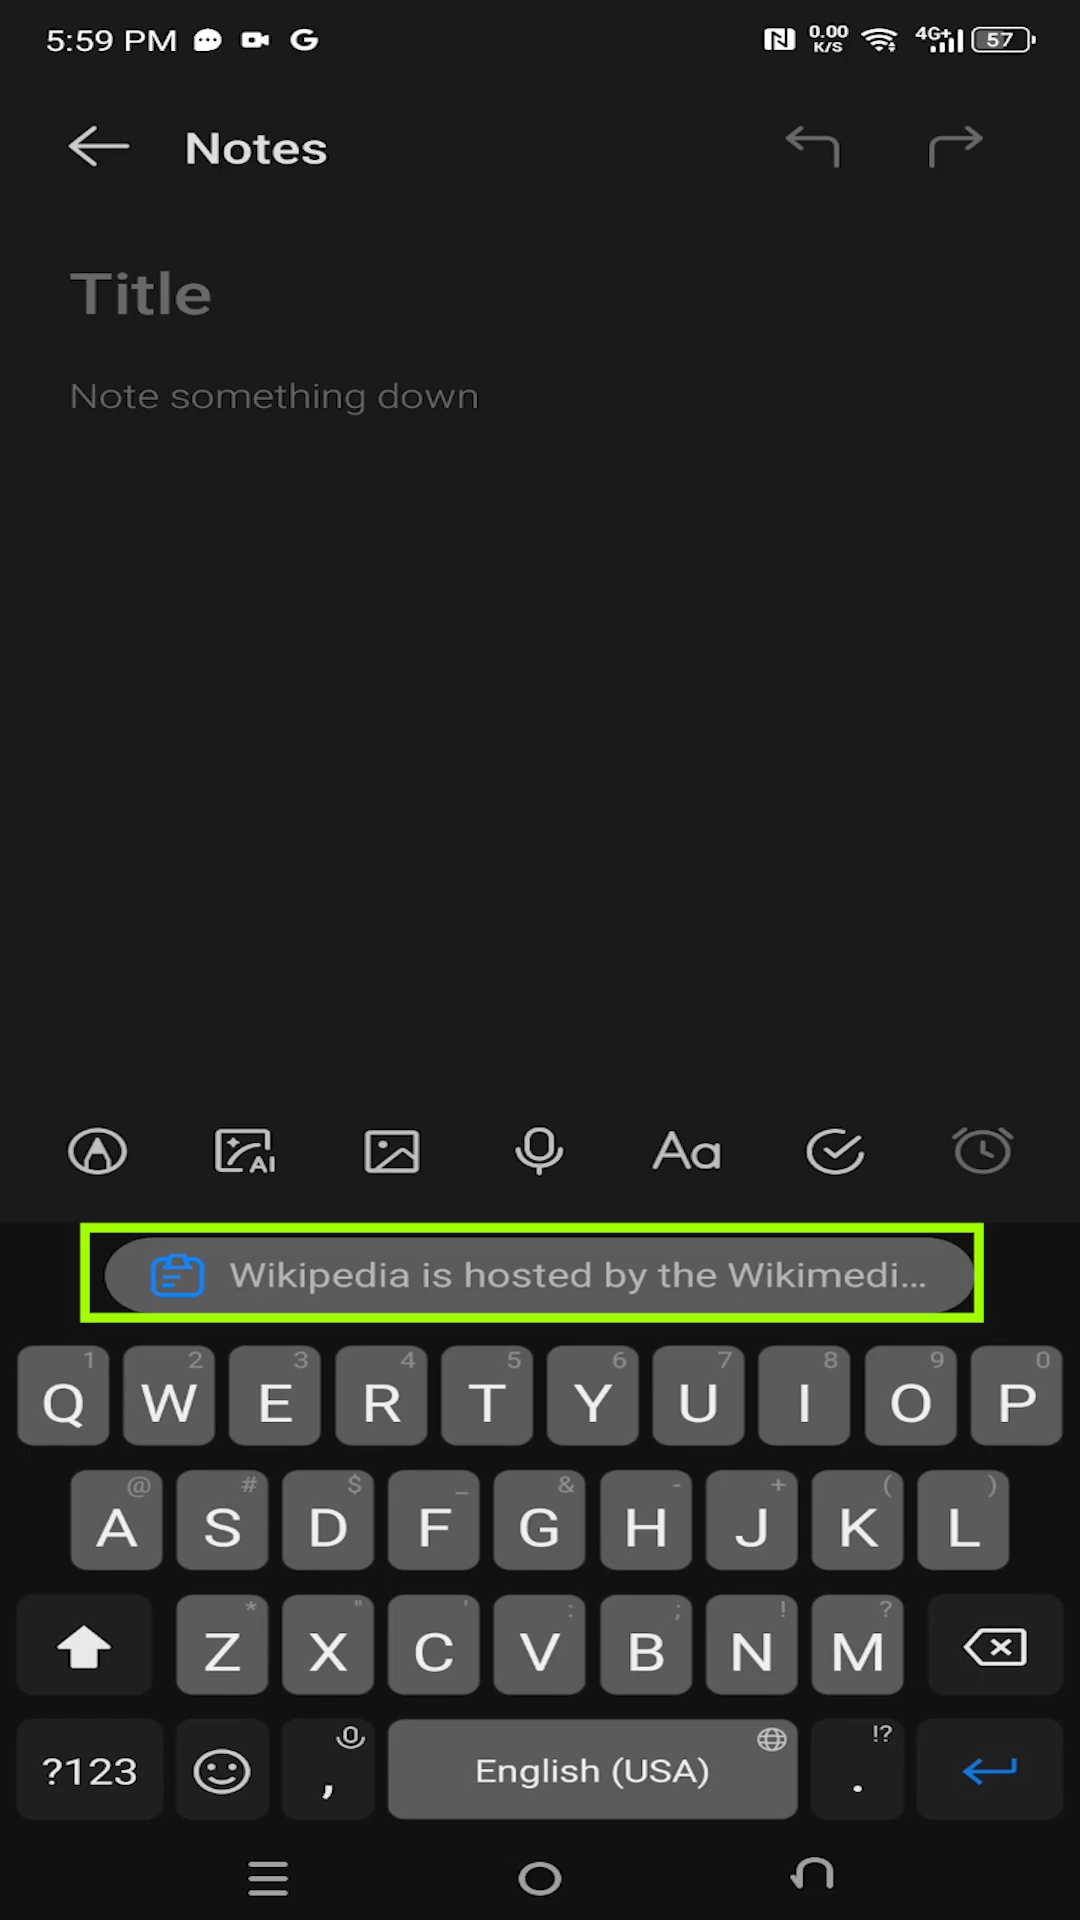 5:59 PM G N 0.00 K/S 4G+ 57
Notes
Title
Note something down
AI Aa
Wikipedia is hosted by the Wikimedi...
1 2 3 4 5 6 7 8 9 0
Q W E R T Y U I O P
@ # $ _ & - + ( )
A S D F G H J K L
* " ' : ; ! ?
Z X C V B N M
!?
?123 , English (USA) .